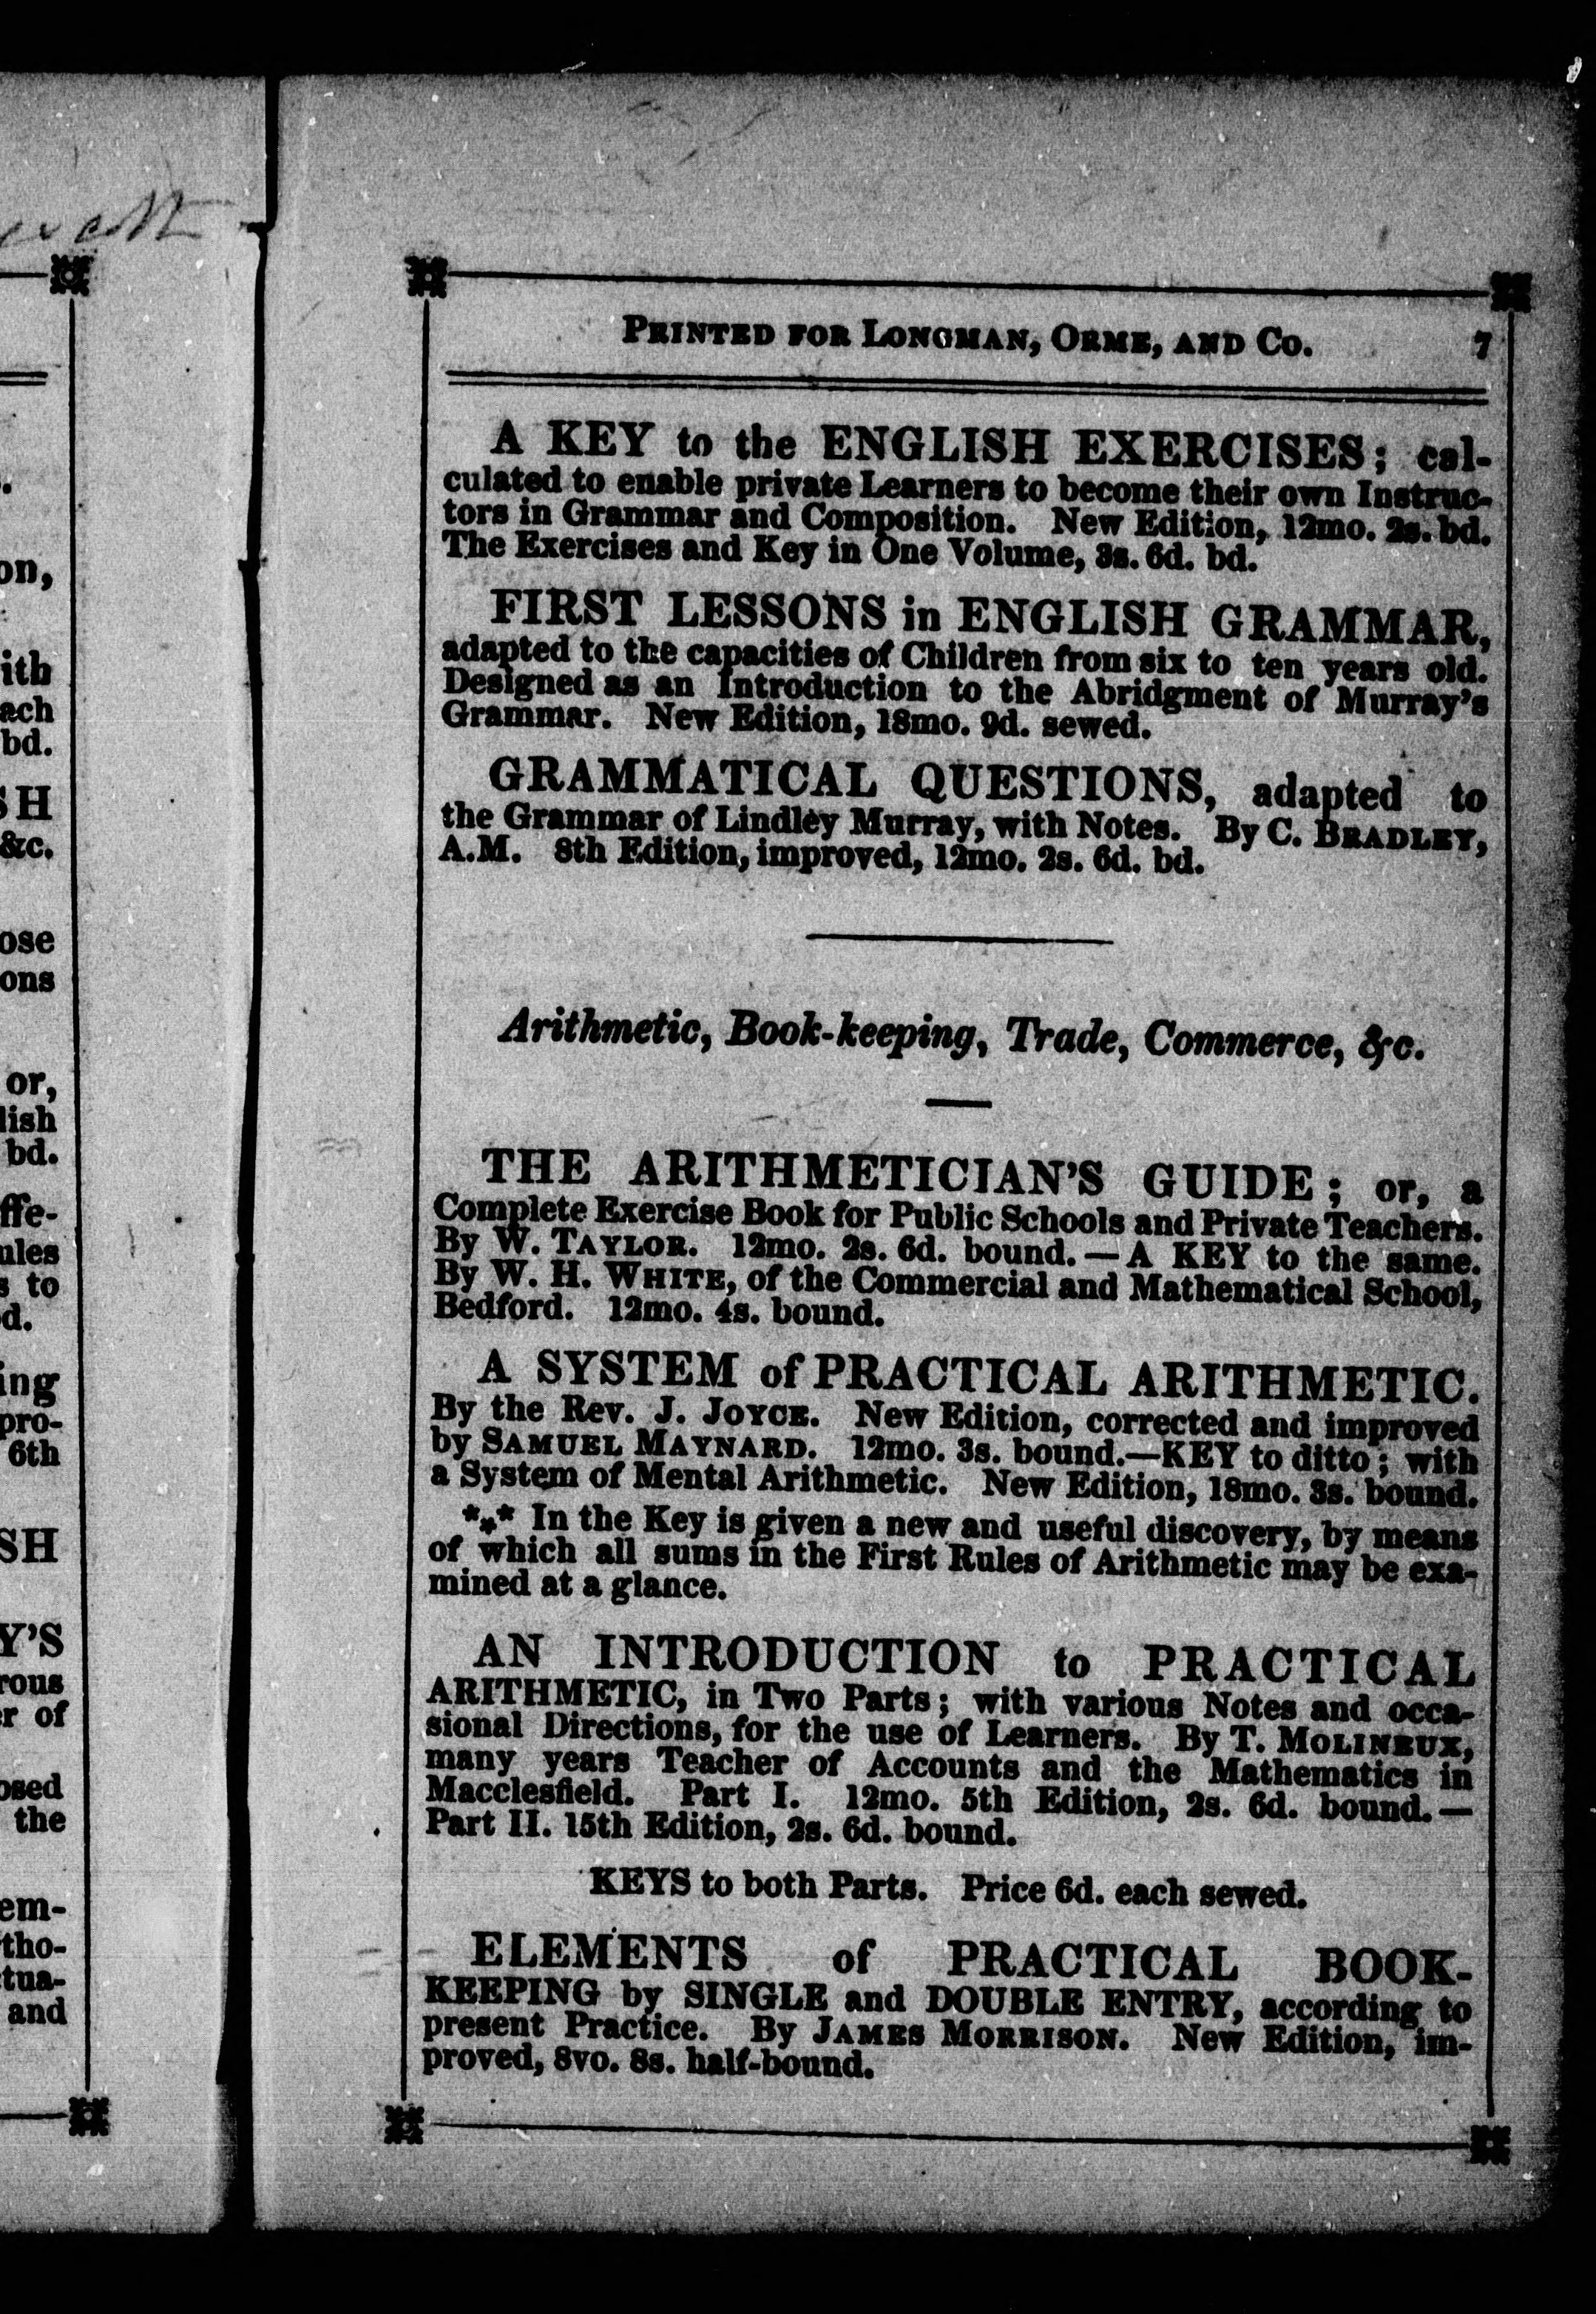 PRINTED FOR LONGMAN, ORME, AND CO. 7
A KEY to the ENGLISH EXERCISES; cal-
culated to enable private Learners to become their own Instruc-
tors in Grammar and Composition. New Edition, 12mo. 2s. bd.
The Exercises and Key in One Volume, 3s. 6d. bd.
FIRST LESSONS in ENGLISH GRAMMAR,
adapted to the capacities of Children from six to ten years old.
Designed as an Introduction to the Abridgment of Murray's
Grammar. New Edition, 18mo. 9d. sewed.
GRAMMATICAL QUESTIONS, adapted to
the Grammar of Lindley Murray, with Notes. By C. BRADLEY,
A.M. 8th Edition, improved, 12mo. 2s. 6d. bd.
Arithmetic, Book-keeping, Trade, Commerce, &c.
THE ARITHMETICIAN'S GUIDE; or, a
Complete Exercise Book for Public Schools and Private Teachers.
By W. TAYLOR. 12mo. 2s. 6d. bound. — A KEY to the same.
By W. H. WHITE, of the Commercial and Mathematical School,
Bedford. 12mo. 4s. bound.
A SYSTEM of PRACTICAL ARITHMETIC.
By the Rev. J. JOYCE. New Edition, corrected and improved
by SAMUEL MAYNARD. 12mo. 3s. bound.—KEY to ditto; with
a System of Mental Arithmetic. New Edition, 18mo. 3s. bound.
*** In the Key is given a new and useful discovery, by means
of which all sums in the First Rules of Arithmetic may be exa-
mined at a glance.
AN INTRODUCTION to PRACTICAL
ARITHMETIC, in Two Parts; with various Notes and occa-
sional Directions, for the use of Learners. By T. MOLINEUX,
many years Teacher of Accounts and the Mathematics in
Macclesfield. Part I. 12mo. 5th Edition, 2s. 6d. bound. —
Part II. 15th Edition, 2s. 6d. bound.
KEYS to both Parts. Price 6d. each sewed.
ELEMENTS of PRACTICAL BOOK-
KEEPING by SINGLE and DOUBLE ENTRY, according to
present Practice. By JAMES MORRISON. New Edition, im-
proved, 8vo. 8s. half-bound.